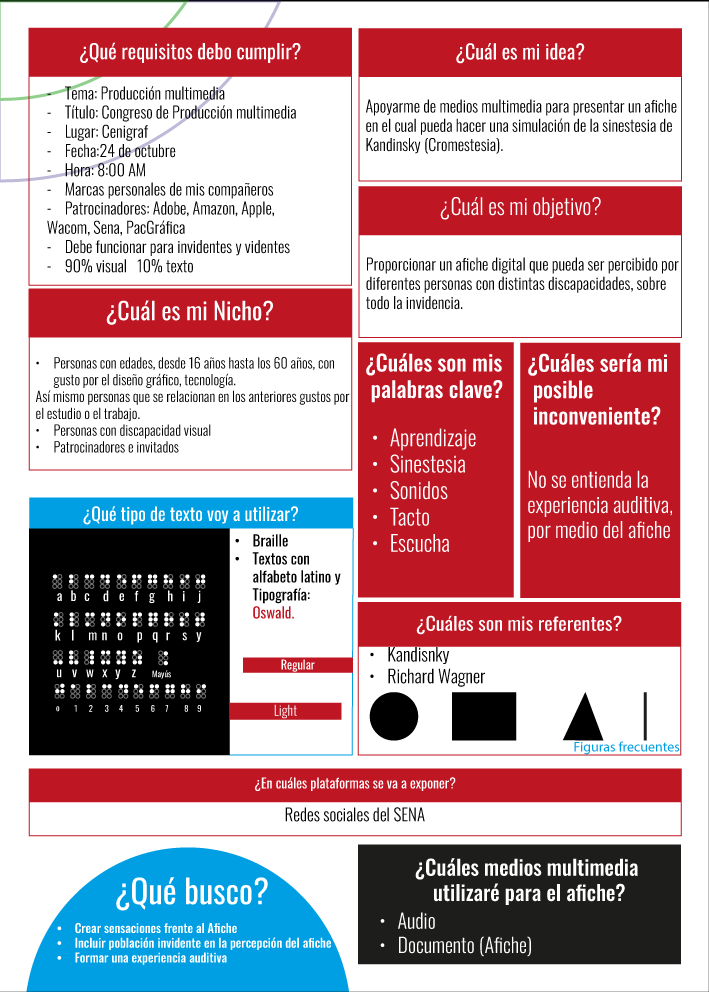 ¿Qué requisitos debo cumplir?
- Tema: Producción multimedia
- Título: Congreso de Producción multimedia
- Lugar: Cenigraf
- Fecha:24 de octubre
- Hora: 8:00 AM
- Marcas personales de mis compañeros
- Patrocinadores: Adobe, Amazon, Apple,
Wacom, Sena, PacGráfica
- Debe funcionar para invidentes y videntes
- 90% visual 10% texto
¿Cuál es mi idea?
Apoyarme de medios multimedia para presentar un afiche
en el cual pueda hacer una simulación de la sinestesia de
Kandinsky (Cromestesia).
¿Cuál es mi objetivo?
Proporcionar un afiche digital que pueda ser percibido por
diferentes personas con distintas discapacidades, sobre
todo la invidencia.
¿Cuál es mi Nicho?
• Personas con edades, desde 16 años hasta los 60 años, con
gusto por el diseño gráfico, tecnología.
Así mismo personas que se relacionan en los anteriores gustos por
el estudio o el trabajo.
• Personas con discapacidad visual
• Patrocinadores e invitados
¿Cuáles son mis
palabras clave?
• Aprendizaje
• Sinestesia
• Sonidos
• Tacto
• Escucha
¿Cuáles sería mi
posible
inconveniente?
No se entienda la
experiencia auditiva,
por medio del afiche
¿Qué tipo de texto voy a utilizar?
a b c d e f g h i j
k l m n o p q r s y
u v w x y z Mayús
0 1 2 3 4 5 6 7 8 9
• Braille
• Textos con
alfabeto latino y
Tipografía:
Oswald.
Regular
Light
¿Cuáles son mis referentes?
• Kandisnky
• Richard Wagner
Figuras frecuentes
¿En cuáles plataformas se va a exponer?
Redes sociales del SENA
¿Qué busco?
• Crear sensaciones frente al Afiche
• Incluir población invidente en la percepción del afiche
• Formar una experiencia auditiva
¿Cuáles medios multimedia
utilizaré para el afiche?
• Audio
• Documento (Afiche)